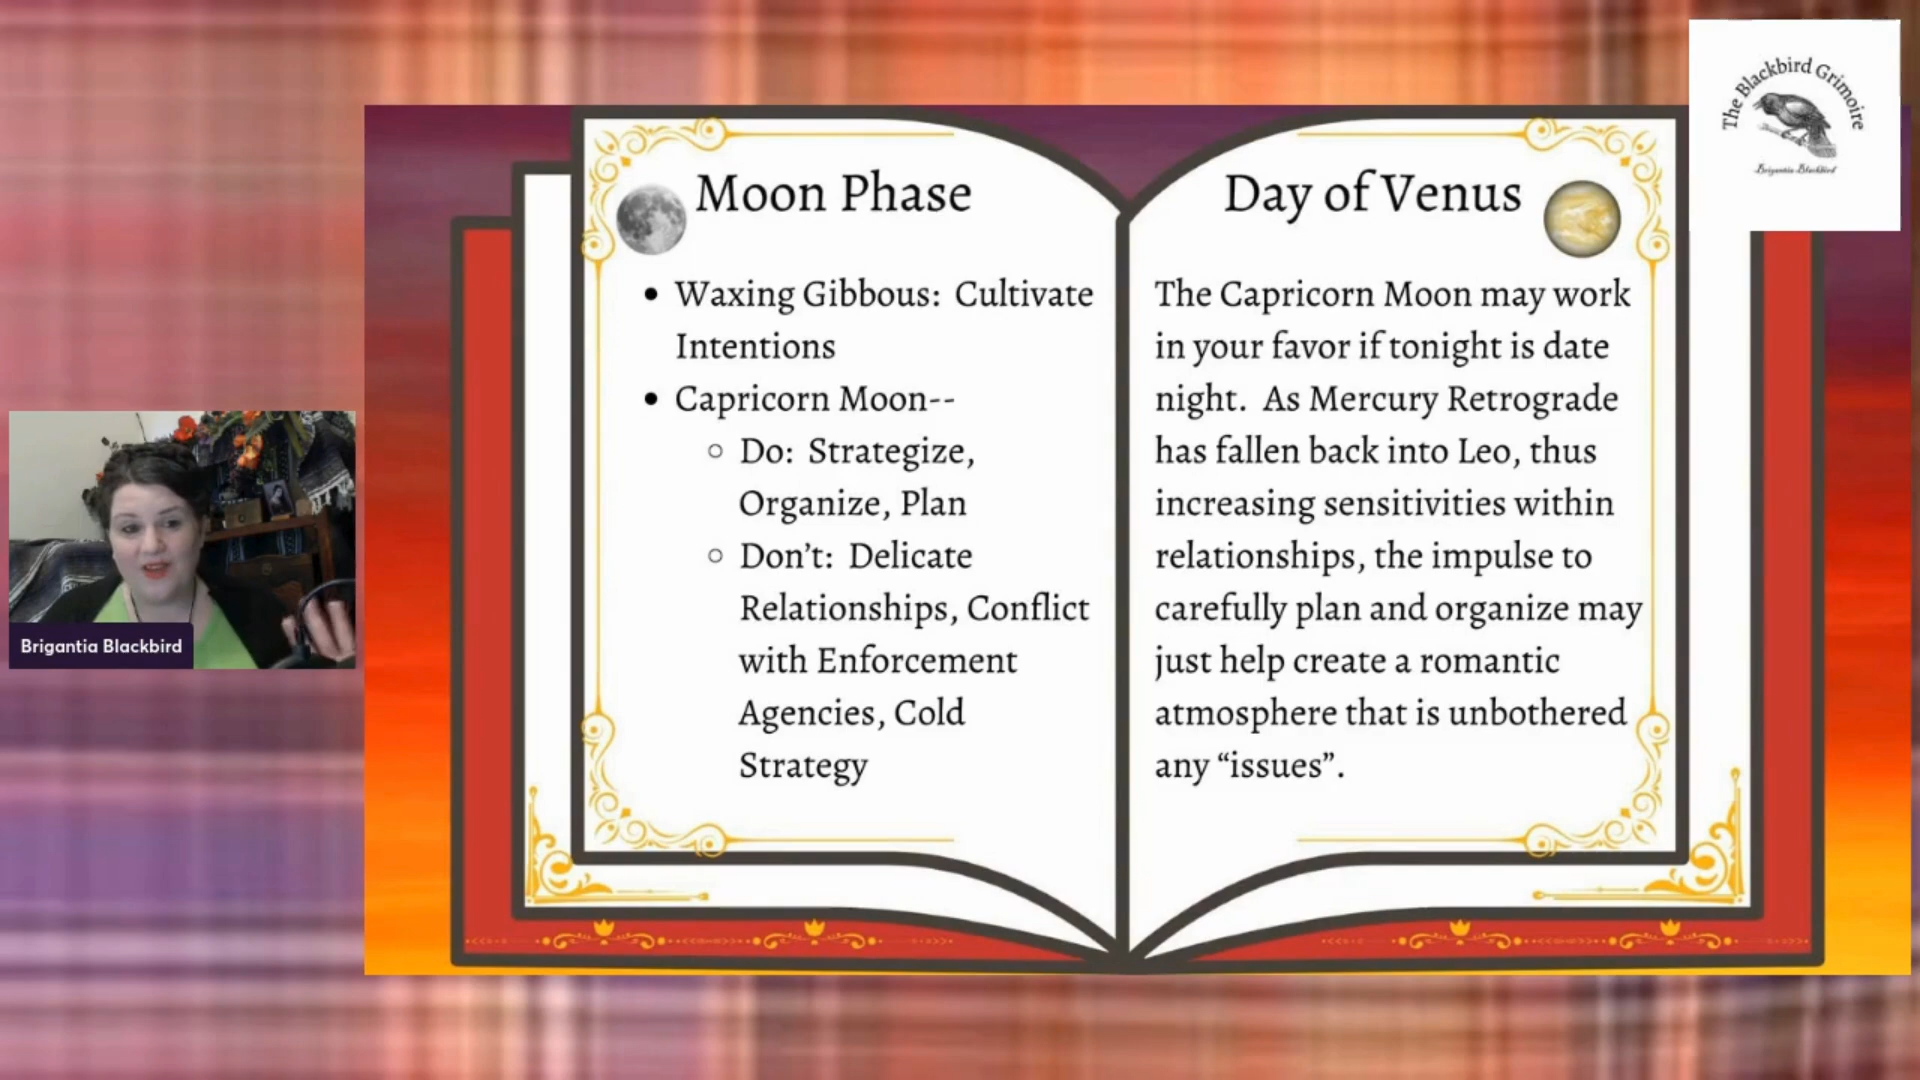 The Blackbird Grimoire
Brigantia Blackbird
Moon Phase
• Waxing Gibbous:  Cultivate
Intentions
• Capricorn Moon--
○ Do:  Strategize,
Organize, Plan
○ Don't:  Delicate
Relationships, Conflict
with Enforcement
Agencies, Cold
Strategy
Day of Venus
The Capricorn Moon may work
in your favor if tonight is date
night.  As Mercury Retrograde
has fallen back into Leo, thus
increasing sensitivities within
relationships, the impulse to
carefully plan and organize may
just help create a romantic
atmosphere that is unbothered
any “issues”.
Brigantia Blackbird